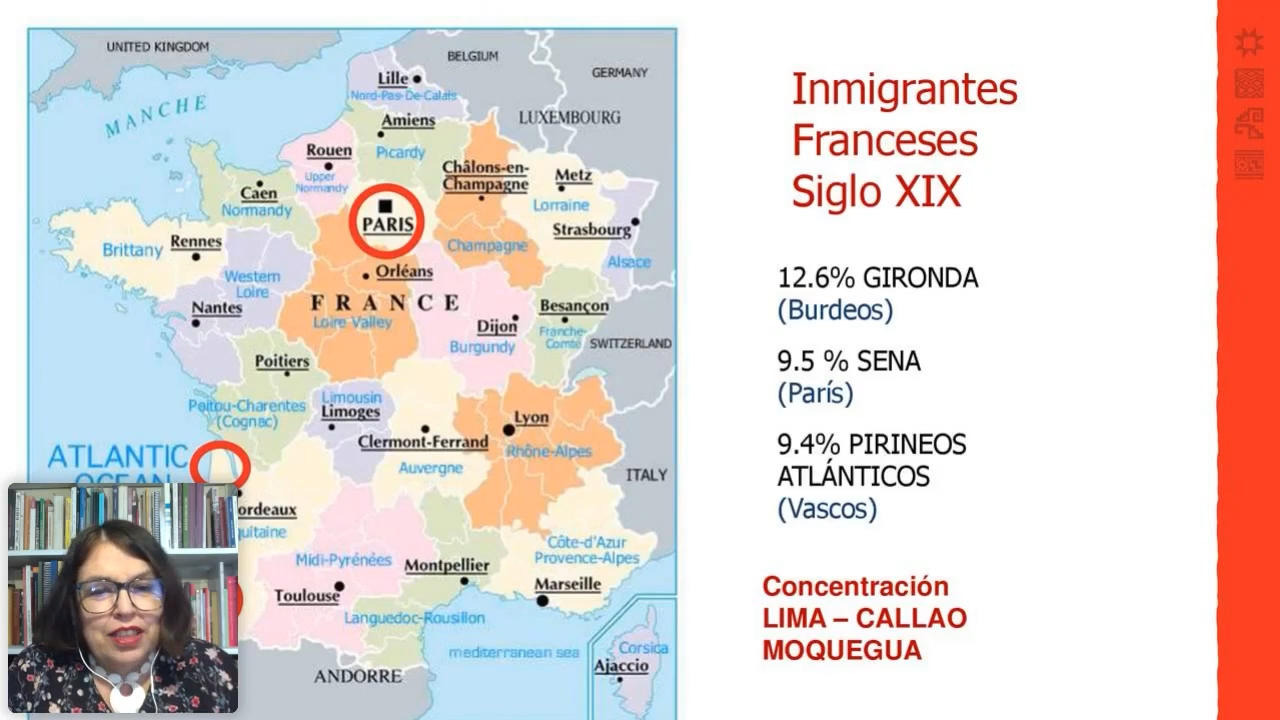 UNITED KINGDOM
BELGIUM
GERMANY
LUXEMBOURG
MANCHE
Lille
Nord-Pas-De-Calais
Amiens
Picardy
Rouen
Upper
Normandy
Caen
Normandy
Châlons-en-
Champagne
Metz
Lorraine
Strasbourg
Alsace
PARIS
Champagne
Brittany
Rennes
Western
Loire
Nantes
Orléans
FRANCE
Loire Valley
Dijon
Burgundy
Besançon
Franche-
Comté
SWITZERLAND
Poitiers
Poitou-Charentes
(Cognac)
Limousin
Limoges
Clermont-Ferrand
Auvergne
Lyon
Rhône-Alpes
ITALY
ATLANTIC
OCEAN
ordeaux
quitaine
Midi-Pyrénées
Toulouse
Montpellier
Languedoc-Rousillon
Côte-d'Azur
Provence-Alpes
Marseille
mediterranean sea
Corsica
Ajaccio
ANDORRE
Inmigrantes
Franceses
Siglo XIX
12.6% GIRONDA
(Burdeos)
9.5 % SENA
(París)
9.4% PIRINEOS
ATLÁNTICOS
(Vascos)
Concentración
LIMA – CALLAO
MOQUEGUA